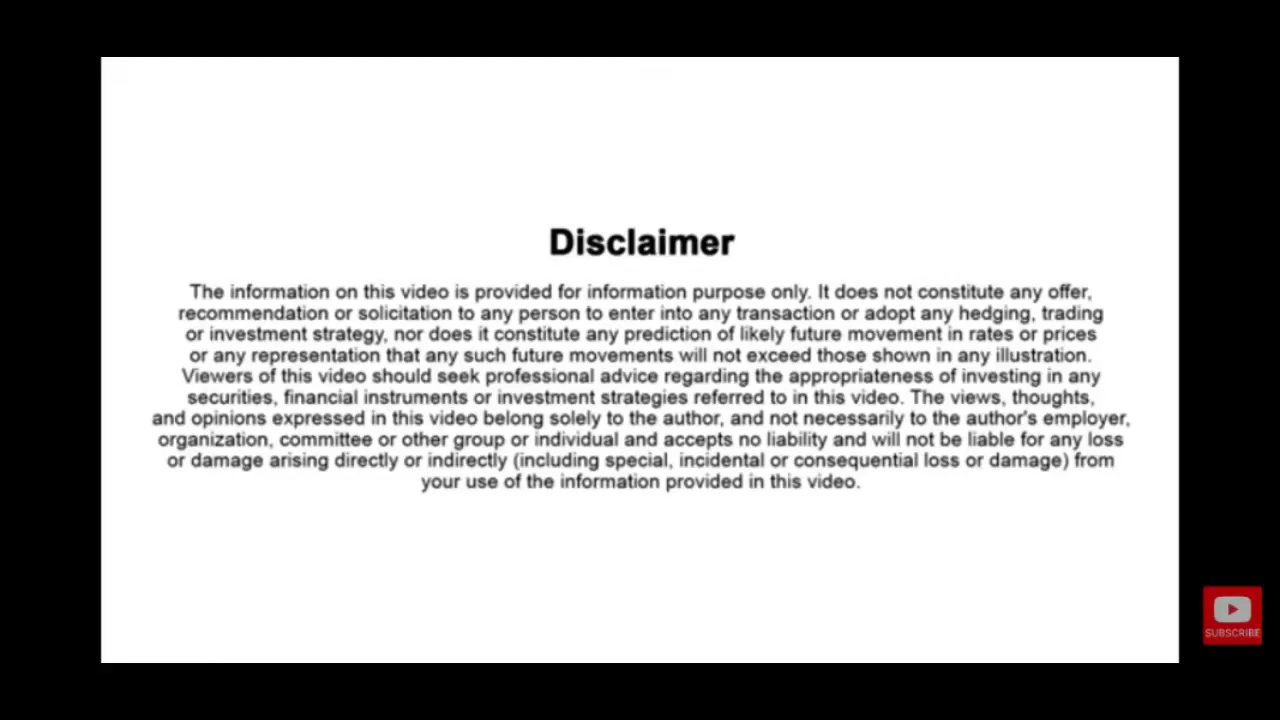 Disclaimer
The information on this video is provided for information purpose only. It does not constitute any offer,
recommendation or solicitation to any person to enter into any transaction or adopt any hedging, trading
or investment strategy, nor does it constitute any prediction of likely future movement in rates or prices
or any representation that any such future movements will not exceed those shown in any illustration.
Viewers of this video should seek professional advice regarding the appropriateness of investing in any
securities, financial instruments or investment strategies referred to in this video. The views, thoughts,
and opinions expressed in this video belong solely to the author, and not necessarily to the author's employer,
organization, committee or other group or individual and accepts no liability and will not be liable for any loss
or damage arising directly or indirectly (including special, incidental or consequential loss or damage) from
your use of the information provided in this video.
SUBSCRIBE